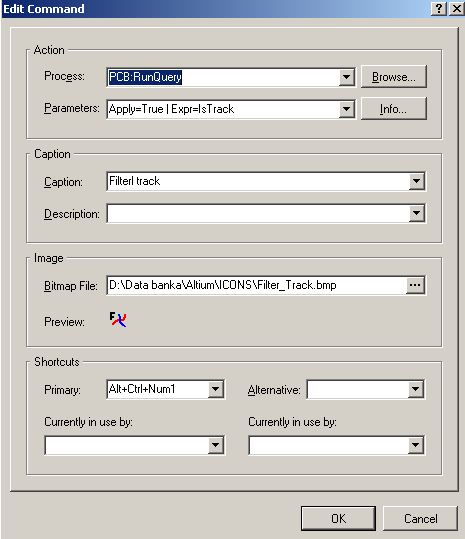 Edit Command
Action
Process: PCB:RunQuery Browse...
Parameters: Apply=True | Expr=IsTrack Info...
Caption
Caption: Filterl track
Description:
Image
Bitmap File: D:\Data banka\Altium\ICONS\Filter_Track.bmp ...
Preview: F
Shortcuts
Primary: Alt+Ctrl+Num1 Alternative:
Currently in use by: Currently in use by:
OK Cancel